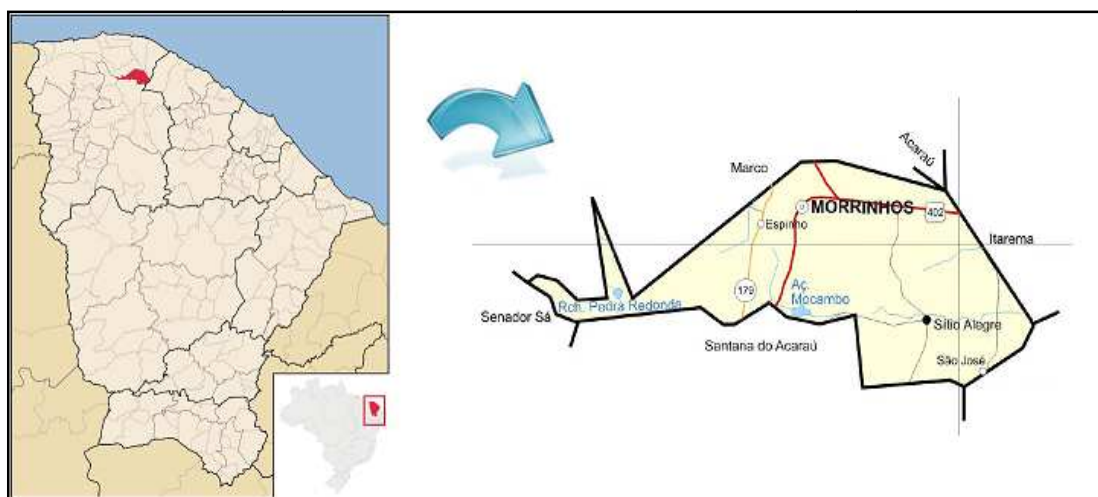 Acaraú
Marco
MORRINHOS
402
Espinho
Itarema
179
Aç.
Mocambo
Rch. Pedra Redonda
Senador Sá
Sítio Alegre
Santana do Acaraú
São José